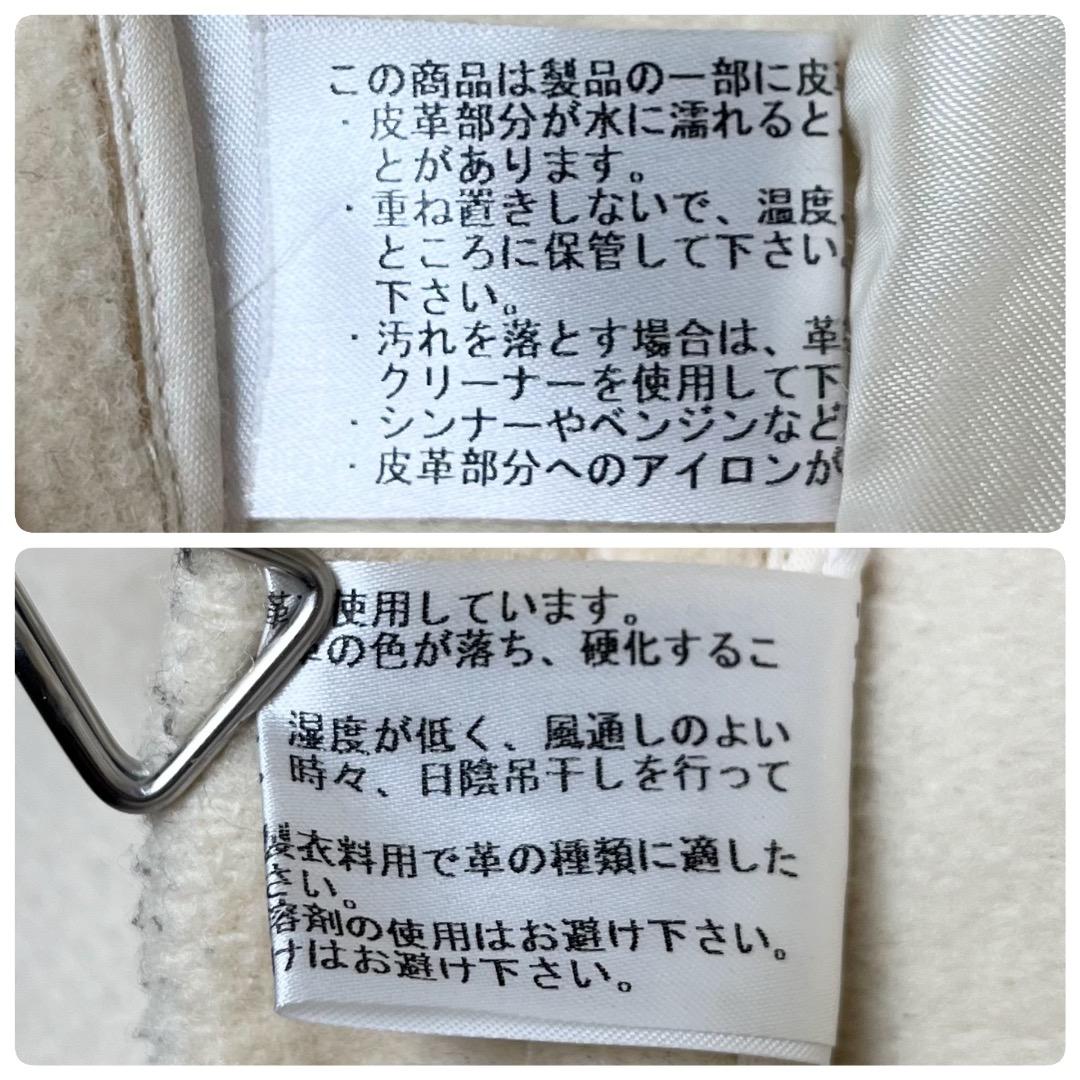 この商品は製品の一部に皮
・皮革部分が水に濡れると、
とがあります。
・重ね置きしないで、温度、
ところに保管して下さい。
下さい。
・汚れを落とす場合は、革
クリーナーを使用して下
・シンナーやベンジンなど
・皮革部分へのアイロンが
革 使用しています。
の色が落ち、硬化するこ
湿度が低く、風通しのよい
時々、日陰吊干しを行って
製衣料用で革の種類に適した
さい。
溶剤の使用はお避け下さい。
けはお避け下さい。